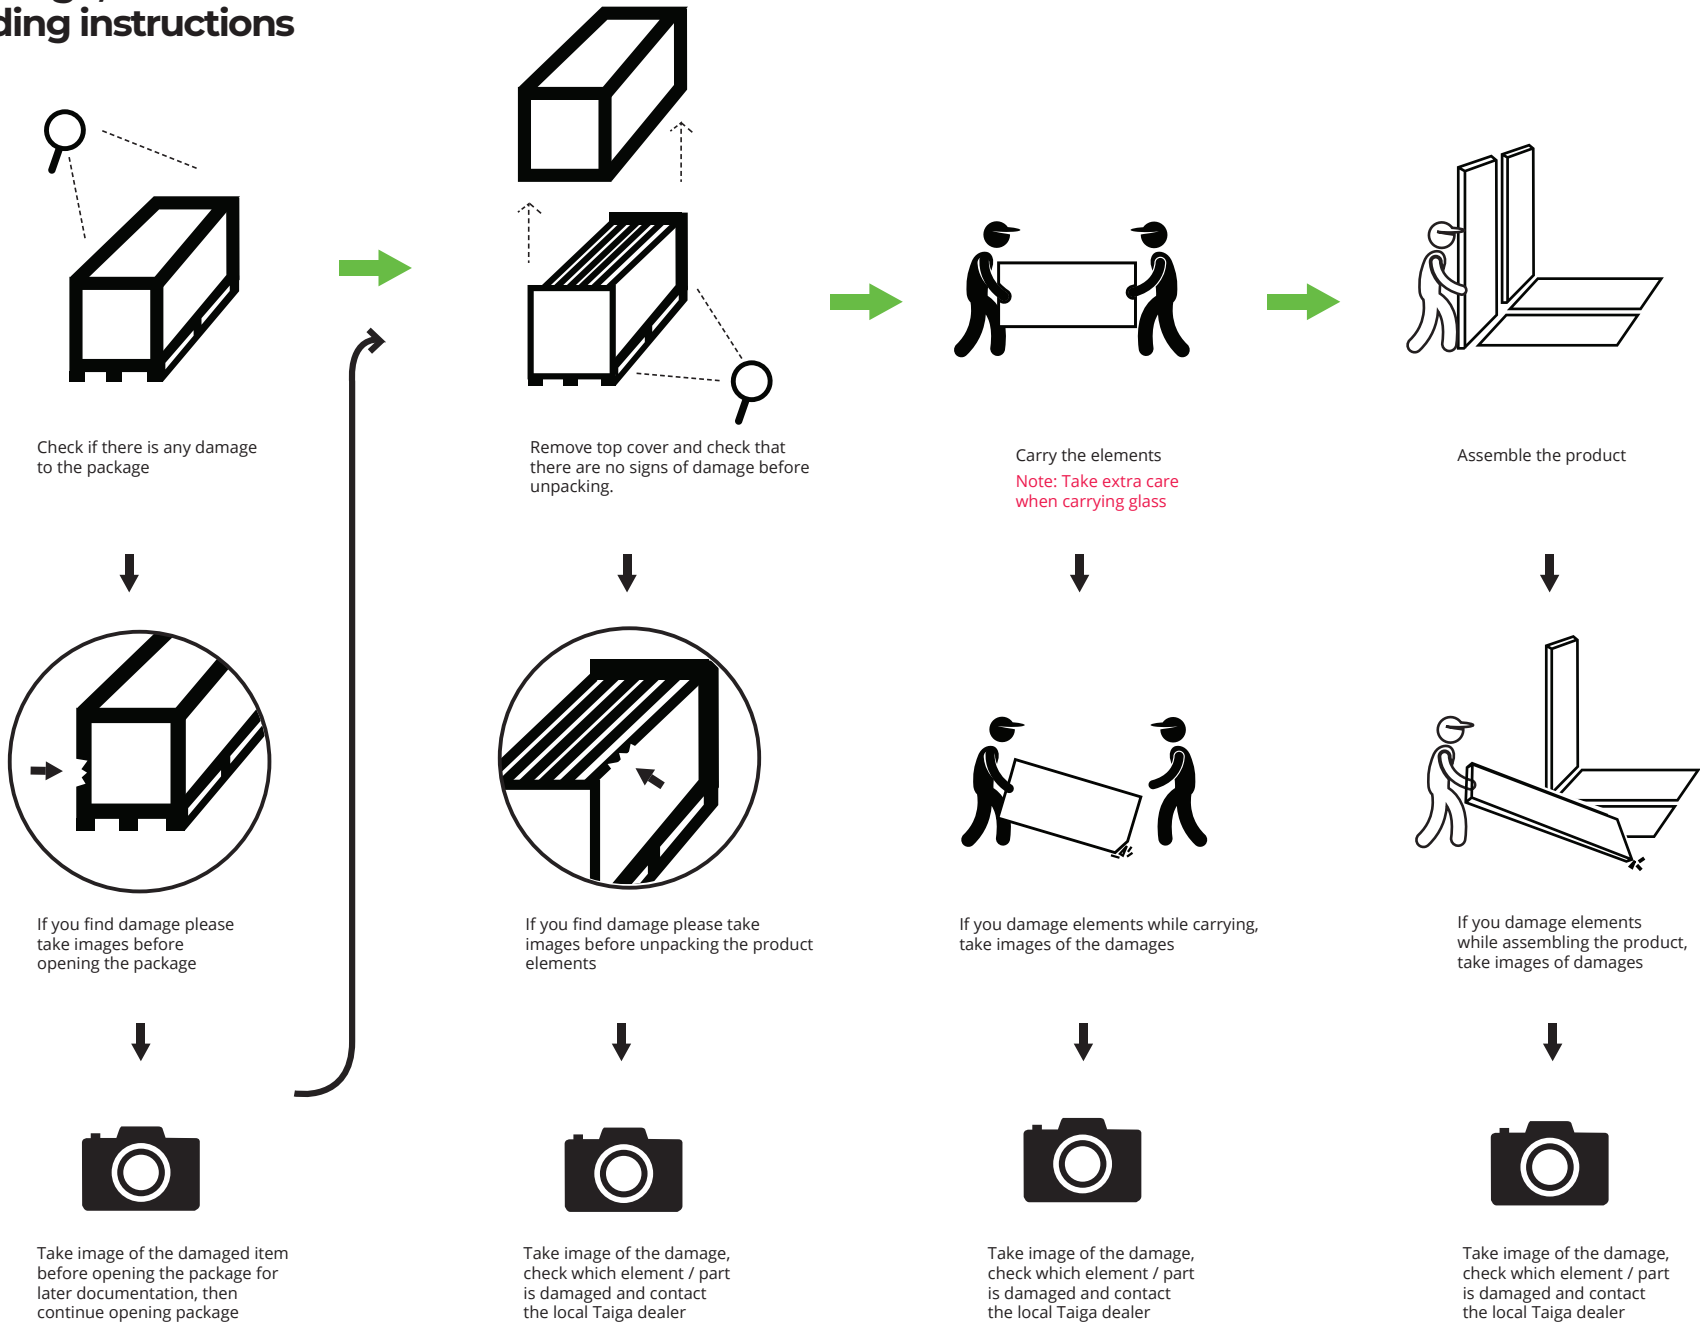 instructions
Check if there is any damage
to the package
Remove top cover and check that
there are no signs of damage before
unpacking.
Carry the elements
Note: Take extra care
when carrying glass
Assemble the product
If you find damage please
take images before
opening the package
If you find damage please take
images before unpacking the product
elements
If you damage elements while carrying,
take images of the damages
If you damage elements
while assembling the product,
take images of damages
Take image of the damaged item
before opening the package for
later documentation, then
continue opening package
Take image of the damage,
check which element / part
is damaged and contact
the local Taiga dealer
Take image of the damage,
check which element / part
is damaged and contact
the local Taiga dealer
Take image of the damage,
check which element / part
is damaged and contact
the local Taiga dealer